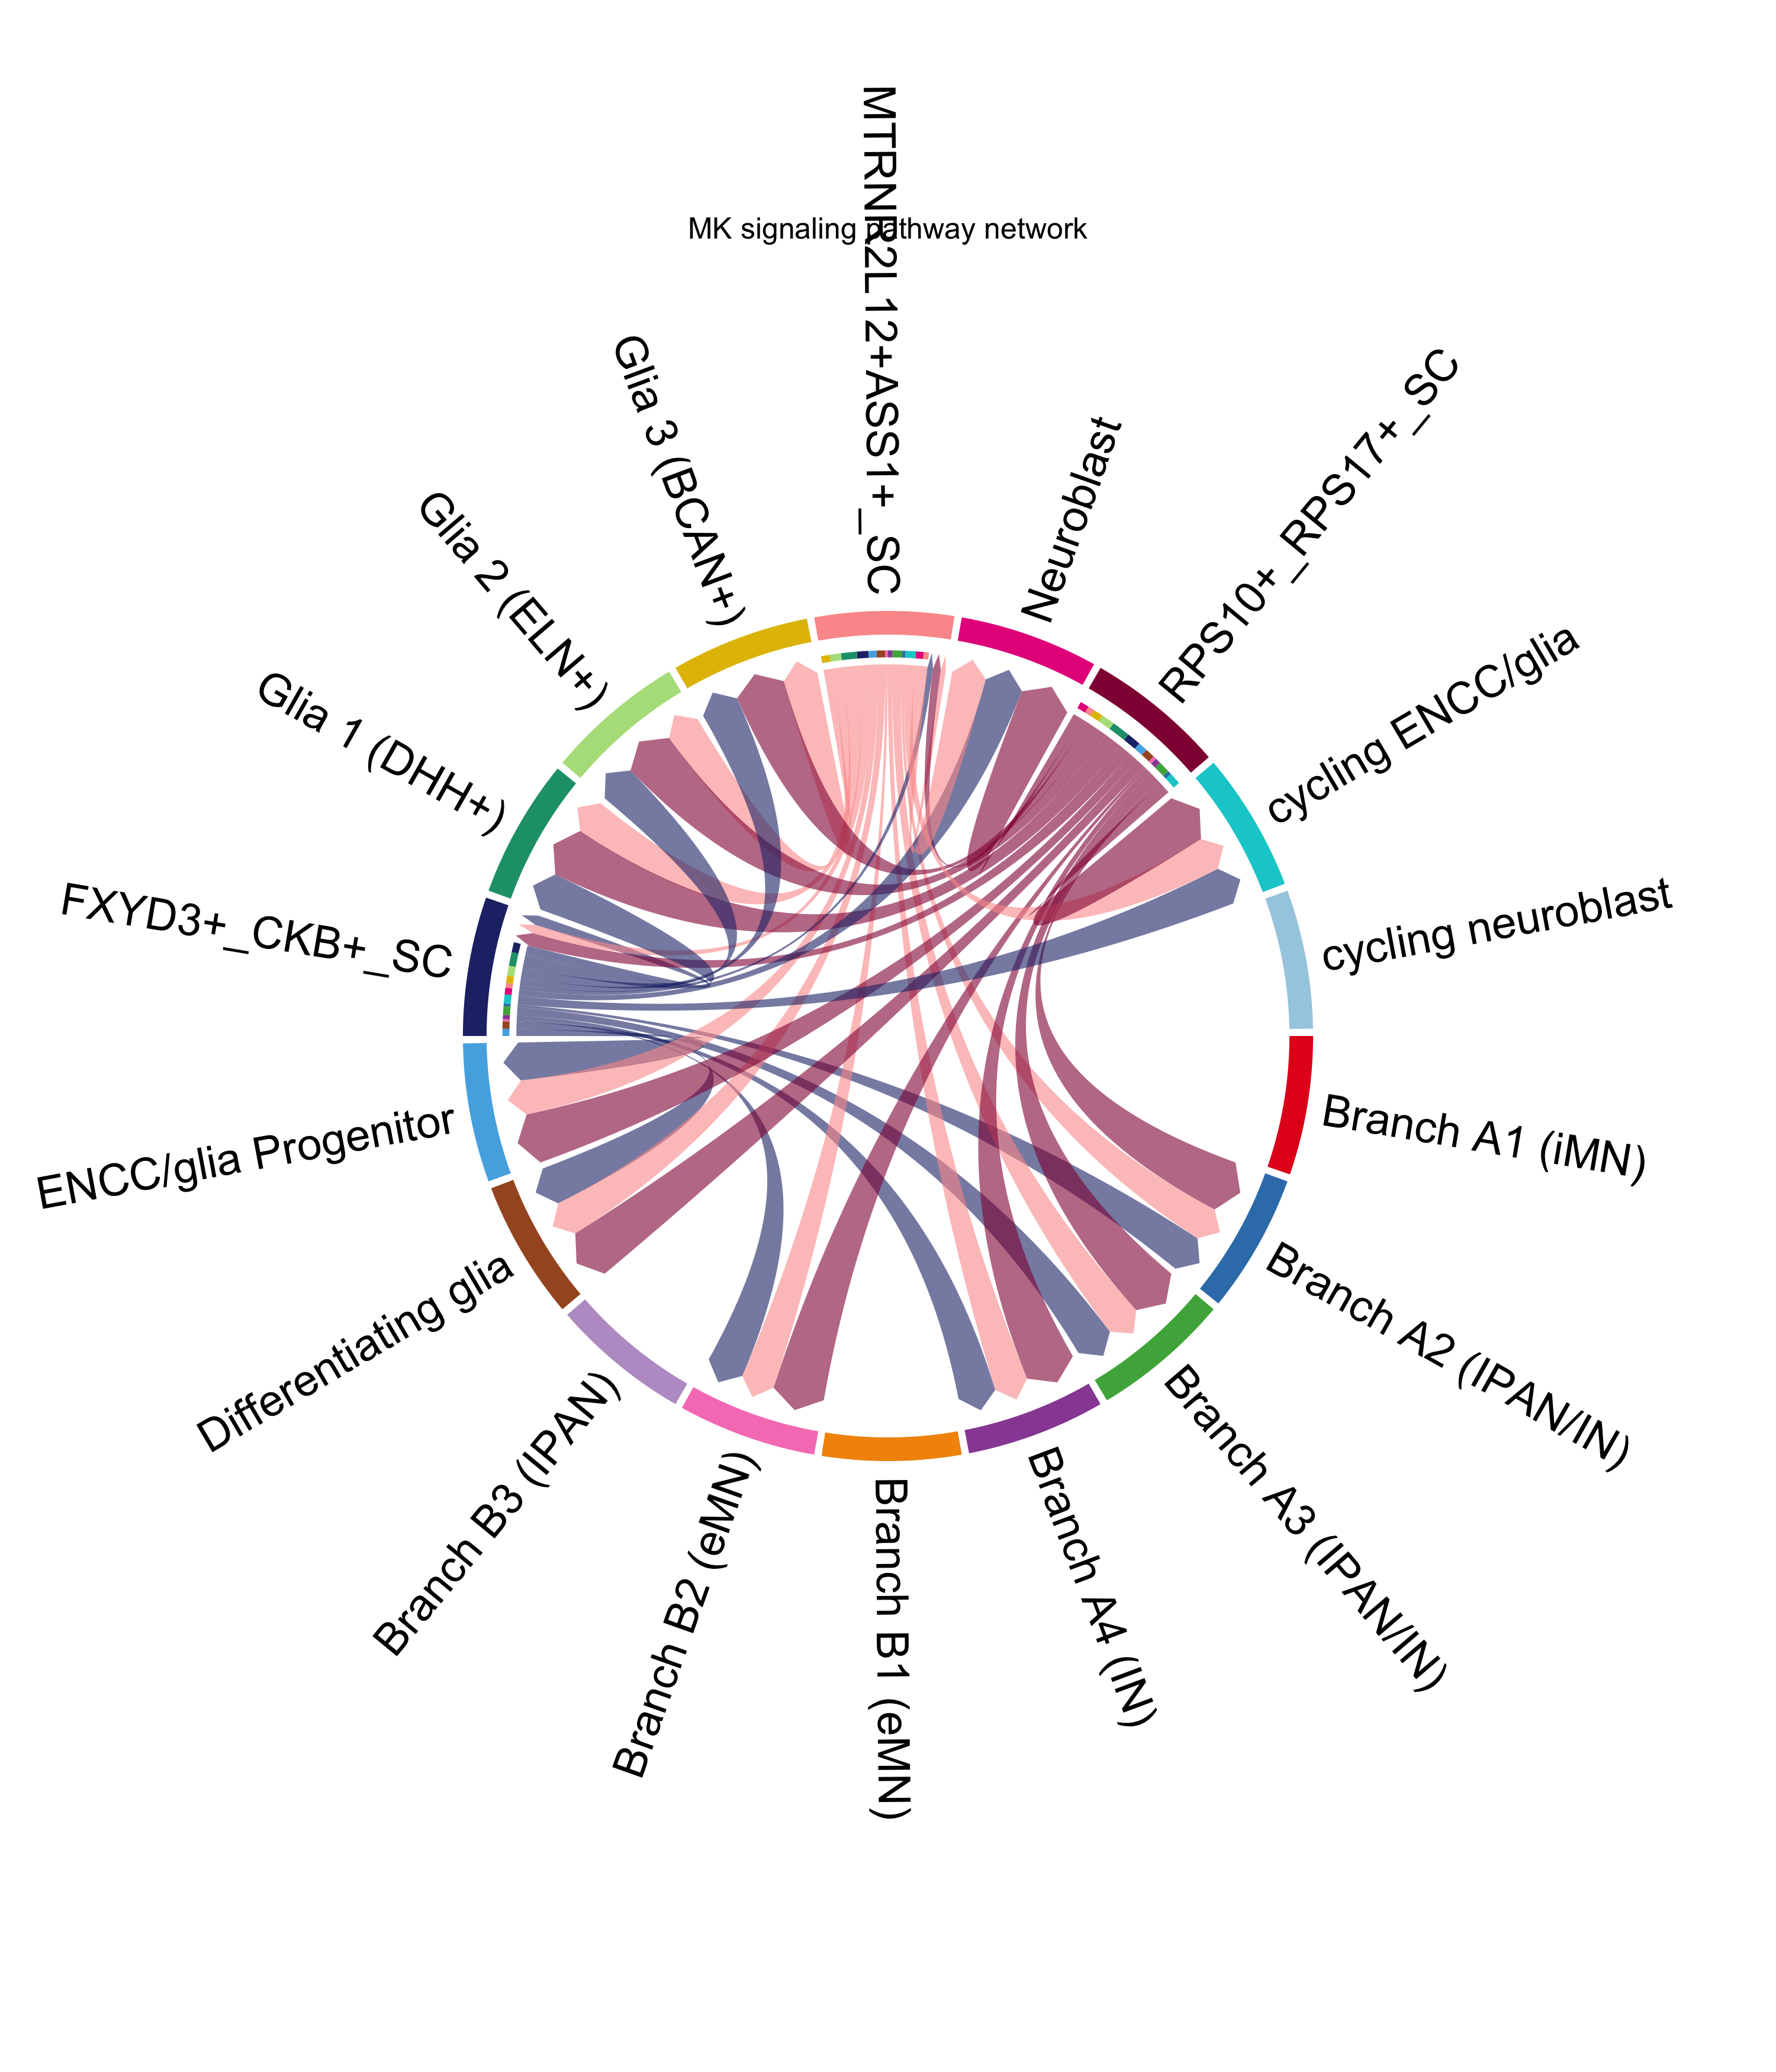 MK signaling pathway network
MTRNR2L12+ASS1+_SC
Neuroblast
RPS10+_RPS17+_SC
cycling ENCC/glia
cycling neuroblast
Branch A1 (iMN)
Branch A2 (IPAN/IN)
Branch A3 (IPAN/IN)
Branch A4 (IN)
Branch B1 (eMN)
Branch B2 (eMN)
Branch B3 (IPAN)
Differentiating glia
ENCC/glia Progenitor
FXYD3+_CKB+_SC
Glia 1 (DHH+)
Glia 2 (ELN+)
Glia 3 (BCAN+)